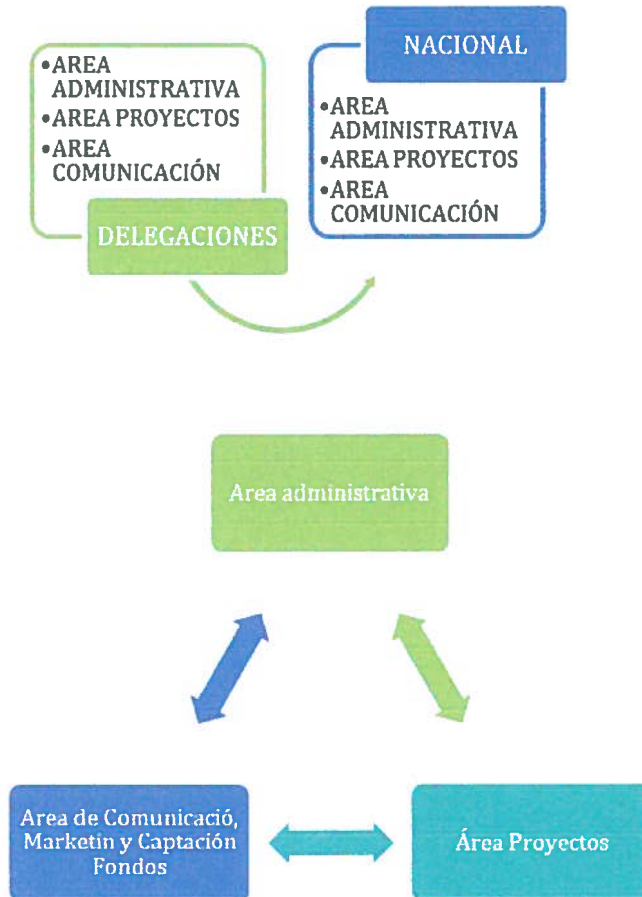 •AREA
ADMINISTRATIVA
•AREA PROYECTOS
•AREA
COMUNICACIÓN
DELEGACIONES
NACIONAL
•AREA
ADMINISTRATIVA
•AREA PROYECTOS
•AREA
COMUNICACIÓN
Area administrativa
Area de Comunicació,
Marketin y Captación
Fondos
Área Proyectos